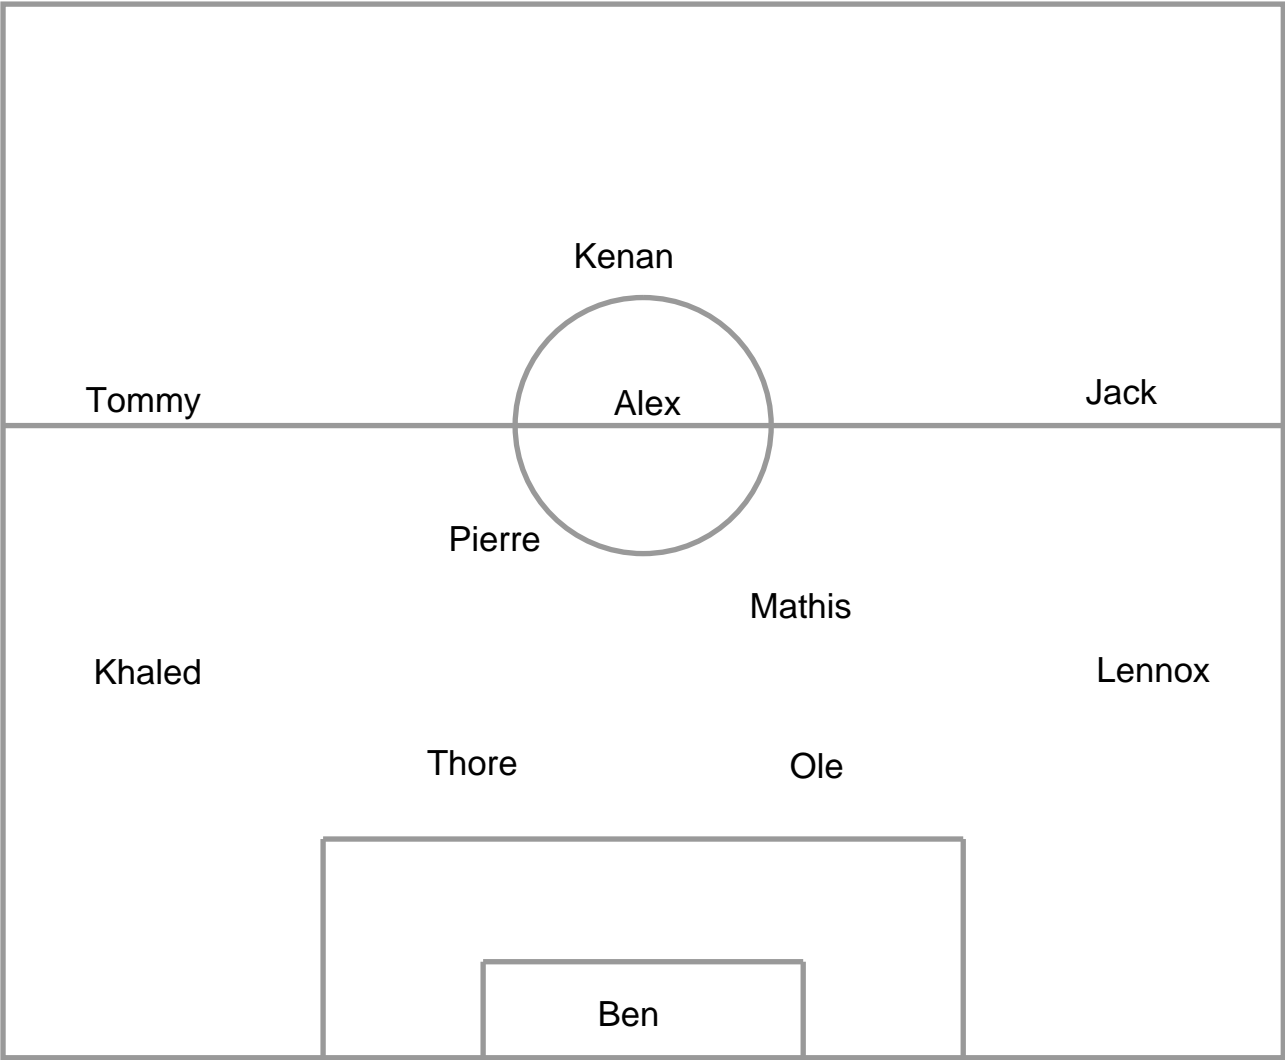 Kenan
Tommy
Alex
Jack
Pierre
Mathis
Khaled
Lennox
Thore
Ole
Ben